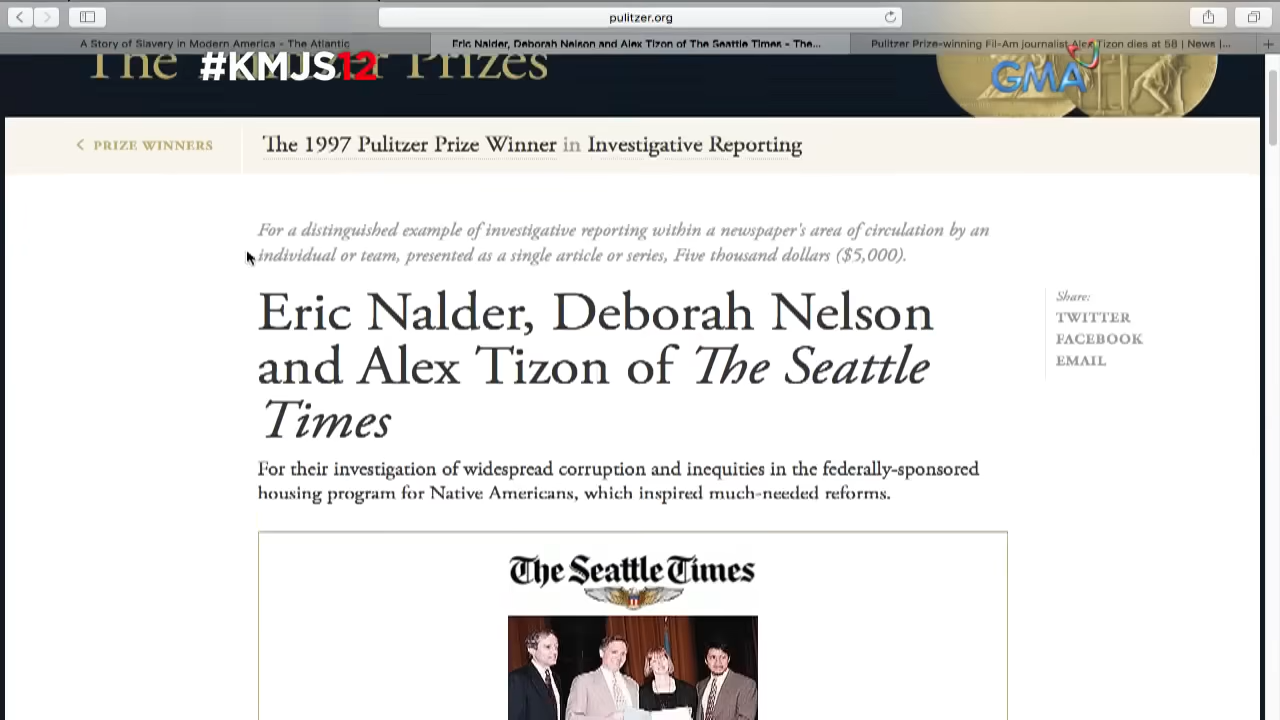 pulitzer.org
A Story of Slavery in Modern America - The Atlantic
Eric Nalder, Deborah Nelson and Alex Tizon of The Seattle Times - The...
Pulitzer Prize-winning Fil-Am journalist Alex Tizon dies at 58 | News |...
The
Prizes
#KMJS12
GMA
< PRIZE WINNERS
The 1997 Pulitzer Prize Winner in Investigative Reporting
For a distinguished example of investigative reporting within a newspaper's area of circulation by an
individual or team, presented as a single article or series, Five thousand dollars ($5,000).
Eric Nalder, Deborah Nelson
and Alex Tizon of The Seattle
Times
Share:
TWITTER
FACEBOOK
EMAIL
For their investigation of widespread corruption and inequities in the federally-sponsored
housing program for Native Americans, which inspired much-needed reforms.
The Seattle Times